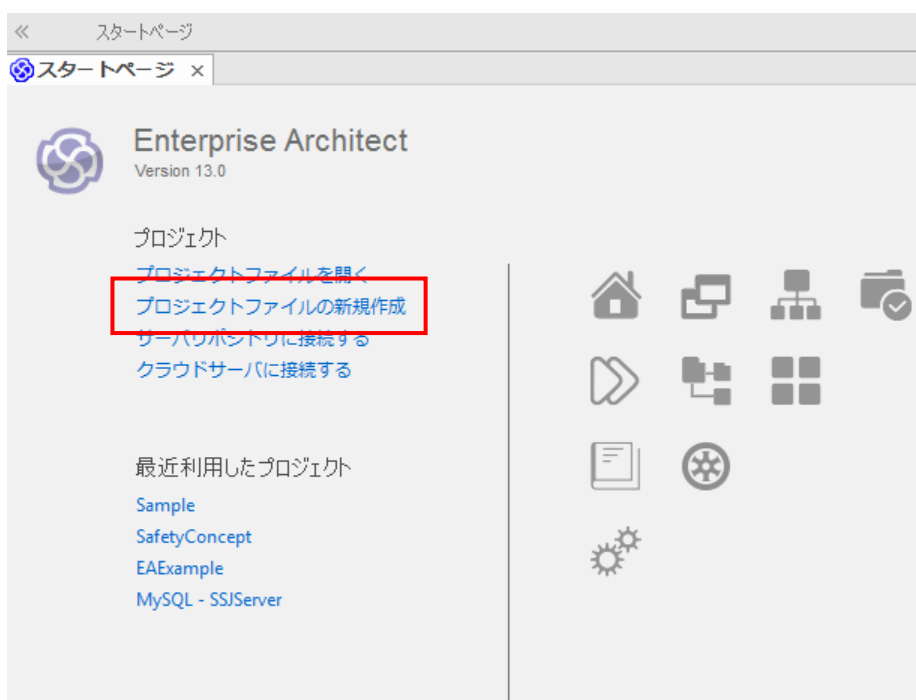 ≪ スタートページ
スタートページ ×
Enterprise Architect
Version 13.0
プロジェクト
プロジェクトファイルを開く
プロジェクトファイルの新規作成
サーバリポジトリに接続する
クラウドサーバに接続する
最近利用したプロジェクト
Sample
SafetyConcept
EAExample
MySQL - SSJServer